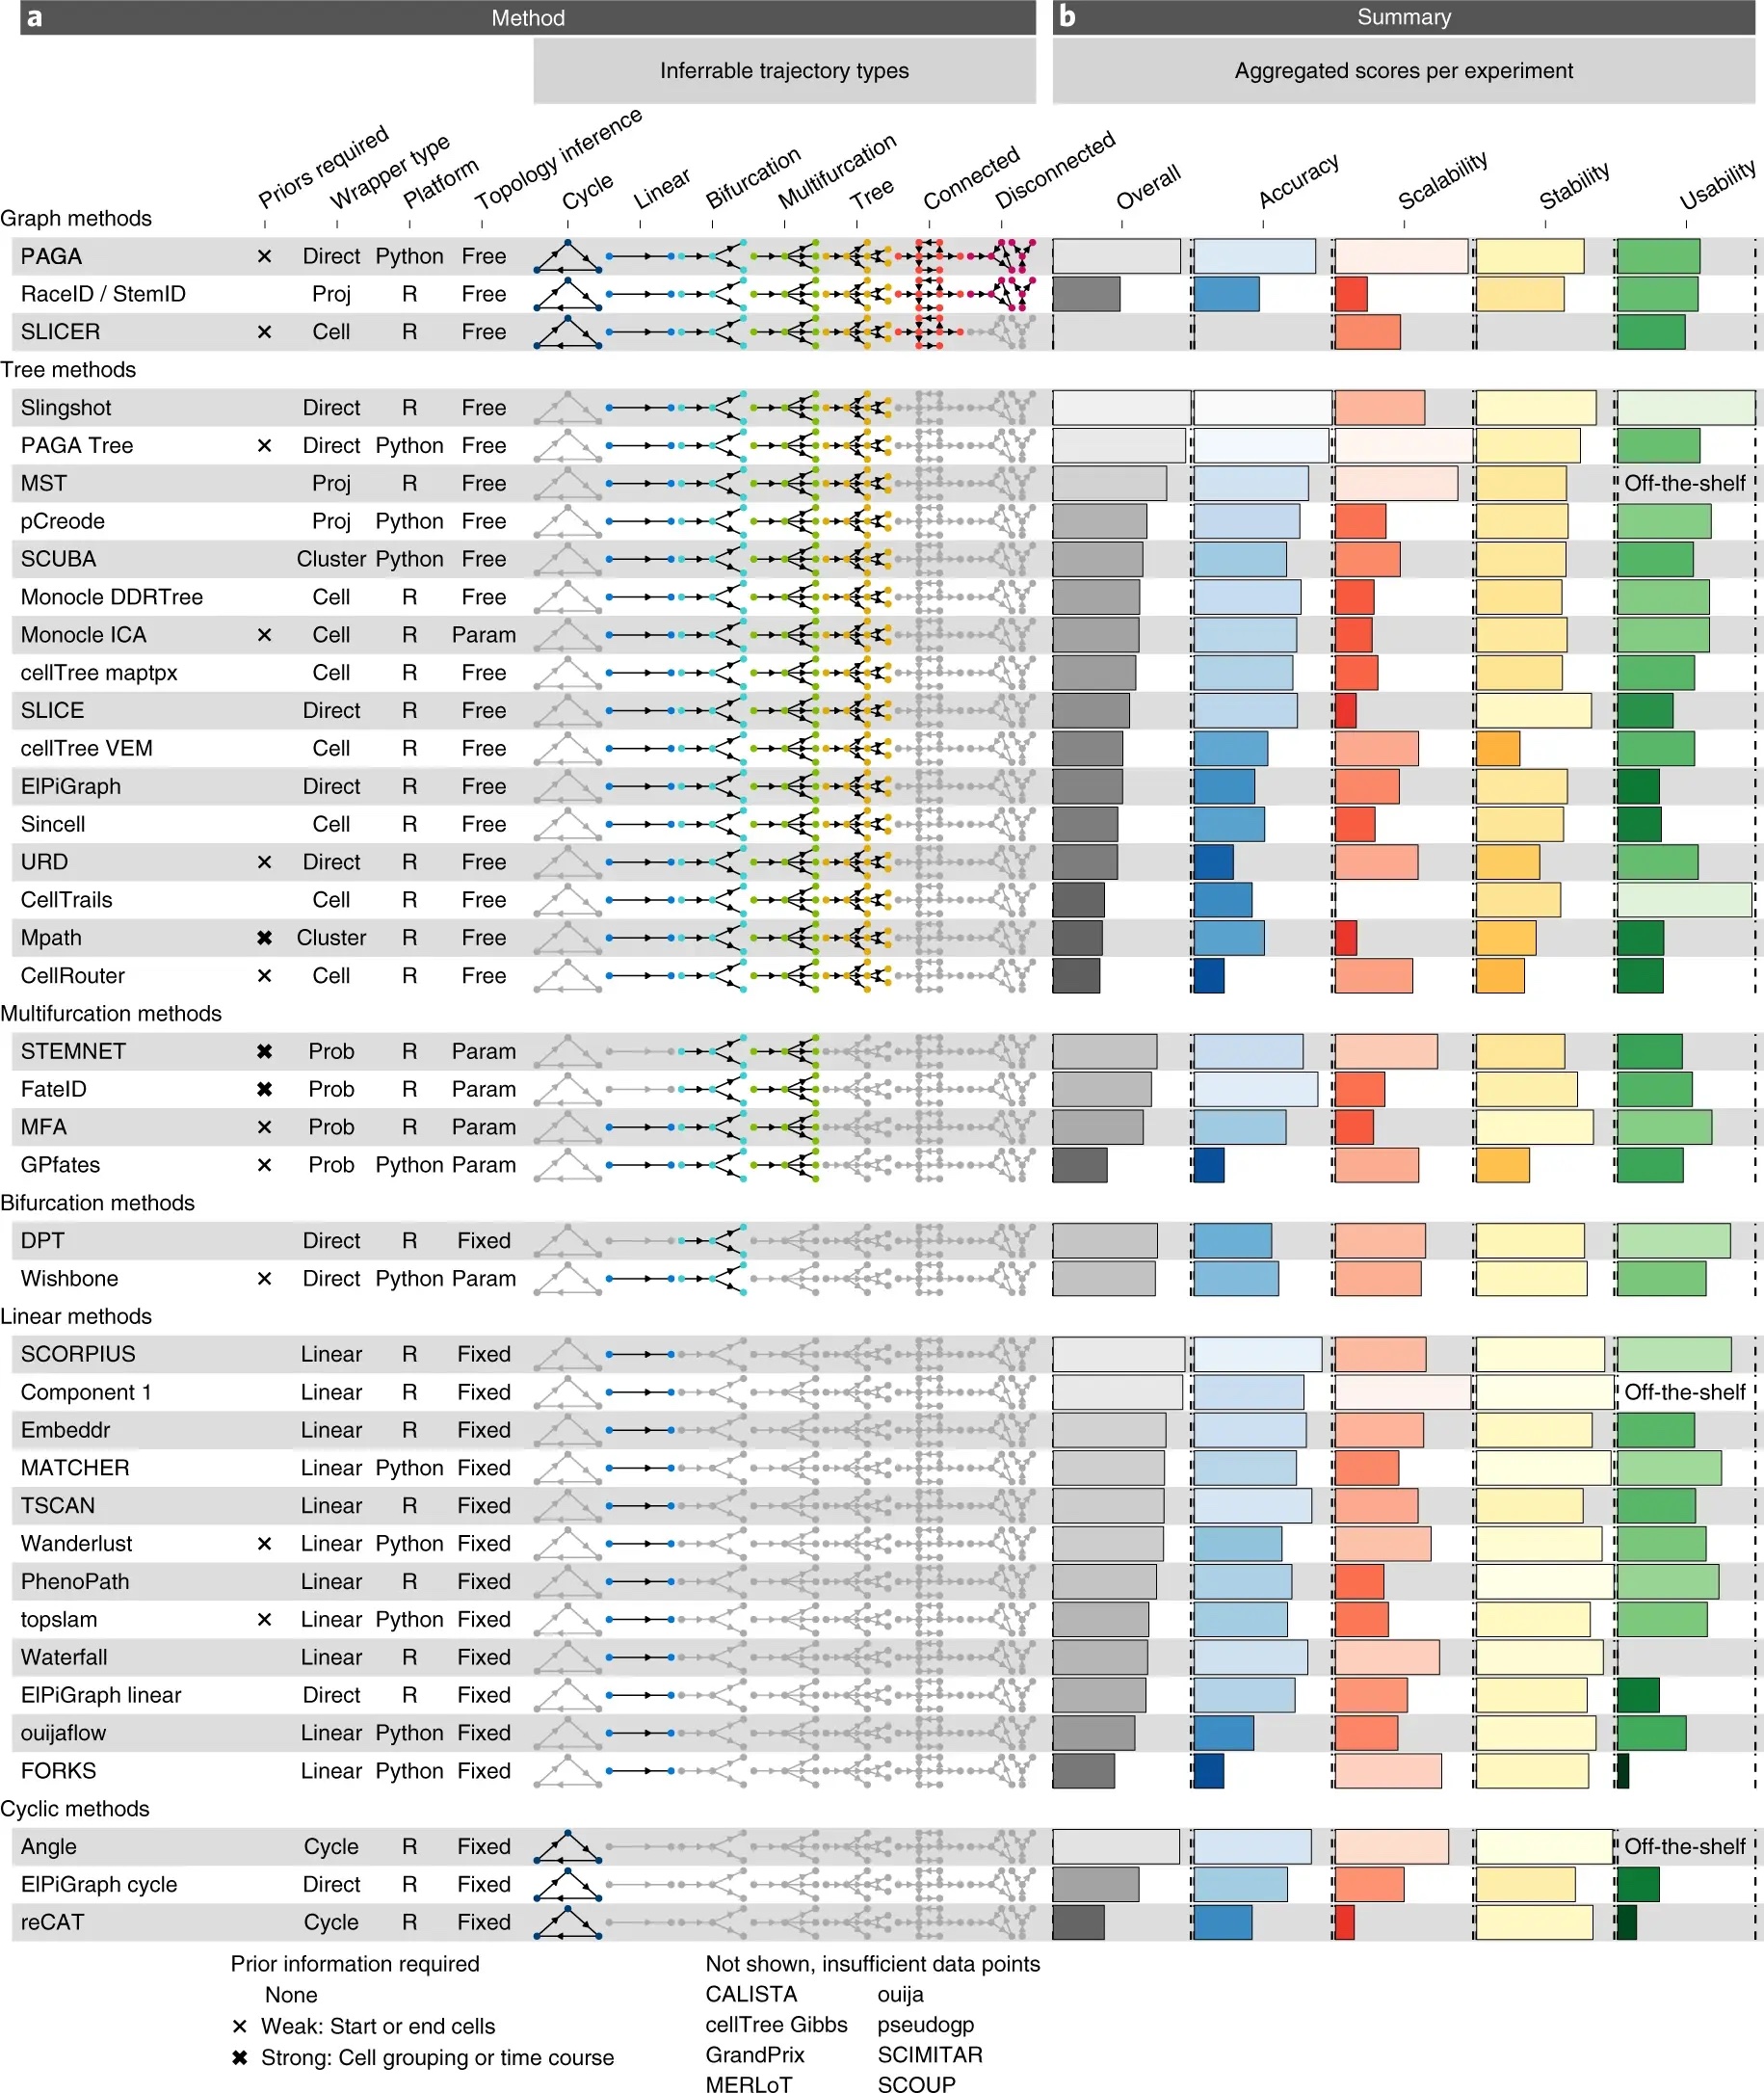 a Method b Summary
Inferrable trajectory types Aggregated scores per experiment
Priors required Wrapper type Platform Topology inference Cycle Linear Bifurcation Multifurcation Tree Connected Disconnected Overall Accuracy Scalability Stability Usability
Graph methods
PAGA × Direct Python Free
RaceID / StemID Proj R Free
SLICER × Cell R Free
Tree methods
Slingshot Direct R Free
PAGA Tree × Direct Python Free
MST Proj R Free Off-the-shelf
pCreode Proj Python Free
SCUBA Cluster Python Free
Monocle DDRTree Cell R Free
Monocle ICA × Cell R Param
cellTree maptpx Cell R Free
SLICE Direct R Free
cellTree VEM Cell R Free
ElPiGraph Direct R Free
Sincell Cell R Free
URD × Direct R Free
CellTrails Cell R Free
Mpath ✖ Cluster R Free
CellRouter × Cell R Free
Multifurcation methods
STEMNET ✖ Prob R Param
FateID ✖ Prob R Param
MFA × Prob R Param
GPfates × Prob Python Param
Bifurcation methods
DPT Direct R Fixed
Wishbone × Direct Python Param
Linear methods
SCORPIUS Linear R Fixed
Component 1 Linear R Fixed Off-the-shelf
Embeddr Linear R Fixed
MATCHER Linear Python Fixed
TSCAN Linear R Fixed
Wanderlust × Linear Python Fixed
PhenoPath Linear R Fixed
topslam × Linear Python Fixed
Waterfall Linear R Fixed
ElPiGraph linear Direct R Fixed
ouijaflow Linear Python Fixed
FORKS Linear Python Fixed
Cyclic methods
Angle Cycle R Fixed Off-the-shelf
ElPiGraph cycle Direct R Fixed
reCAT Cycle R Fixed
Prior information required
None
× Weak: Start or end cells
✖ Strong: Cell grouping or time course
Not shown, insufficient data points
CALISTA ouija
cellTree Gibbs pseudogp
GrandPrix SCIMITAR
MERLoT SCOUP